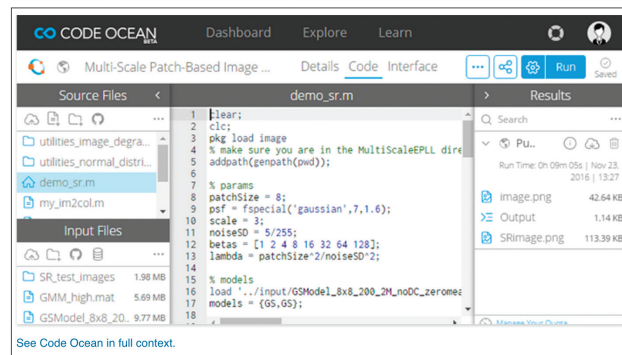 CODE OCEAN
BETA
Dashboard Explore Learn
Multi-Scale Patch-Based Image ...
Details Code Interface
Run
Saved
Source Files
utilities_image_degra...
utilities_normal_distri...
demo_sr.m
my_im2col.m
Input Files
SR_test_images 1.98 MB
GMM_high.mat 5.69 MB
GSModel_8x8_20.. 9.77 MB
demo_sr.m
1 clear;
2 clc;
3 pkg load image
4 % make sure you are in the MultiScaleEPLL dire
5 addpath(genpath(pwd));
6
7 % params
8 patchSize = 8;
9 psf = fspecial('gaussian',7,1.6);
10 scale = 3;
11 noiseSD = 5/255;
12 betas = [1 2 4 8 16 32 64 128];
13 lambda = patchSize^2/noiseSD^2;
14
15 % models
16 load '../input/GSModel_8x8_200_2M_noDC_zeromea
17 models = {GS,GS};
18
Results
Search
Pu..
Run Time: 0h 09m 05s | Nov 23,
2016 | 13:27
image.png 42.64 KB
Output 1.14 KB
SRimage.png 113.39 KB
Manage Your Quota
See Code Ocean in full context.